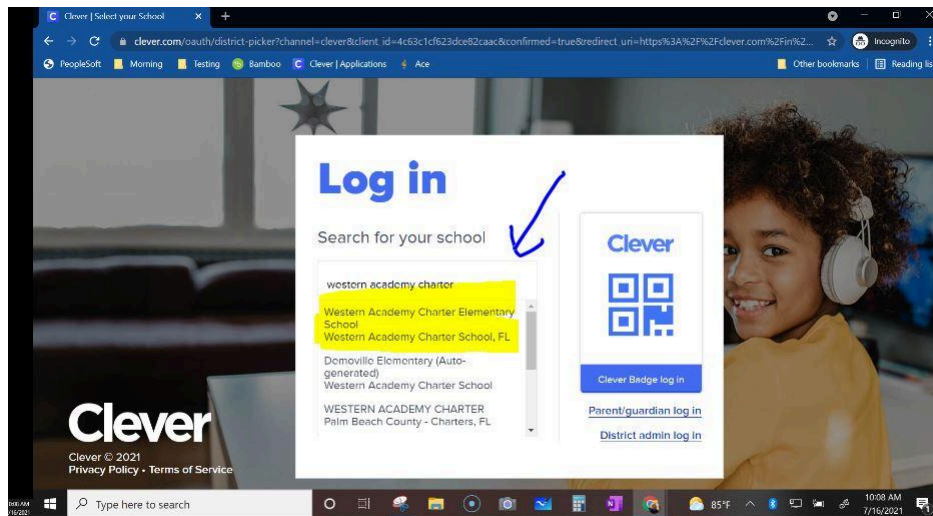 Clever | Select your School
clever.com/oauth/district-picker?channel=clever&client_id=4c63c1cf623dce82caac&confirmed=true&redirect_uri=https%3A%2F%2Fclever.com%2Fin%2...
Incognito
PeopleSoft
Morning
Testing
Bamboo
Clever | Applications
Ace
Other bookmarks
Reading lis
Log in
Search for your school
western academy charter
Western Academy Charter Elementary
School
Western Academy Charter School, FL
Demoville Elementary (Auto-
generated)
Western Academy Charter School
WESTERN ACADEMY CHARTER
Palm Beach County - Charters, FL
Clever
Clever Badge log in
Parent/guardian log in
District admin log in
Clever
Clever © 2021
Privacy Policy • Terms of Service
Type here to search
85°F
10:08 AM
7/16/2021